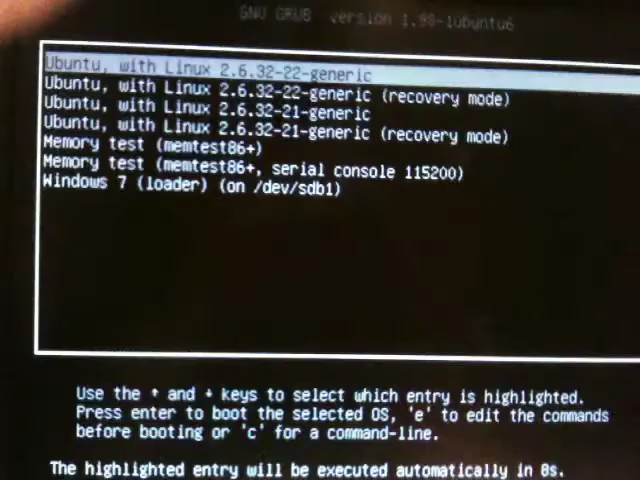 GNU GRUB version 1.98-1ubuntu6
Ubuntu, with Linux 2.6.32-22-generic
Ubuntu, with Linux 2.6.32-22-generic (recovery mode)
Ubuntu, with Linux 2.6.32-21-generic
Ubuntu, with Linux 2.6.32-21-generic (recovery mode)
Memory test (memtest86+)
Memory test (memtest86+, serial console 115200)
Windows 7 (loader) (on /dev/sdb1)
Use the ↑ and ↓ keys to select which entry is highlighted.
Press enter to boot the selected OS, 'e' to edit the commands
before booting or 'c' for a command-line.
The highlighted entry will be executed automatically in 8s.